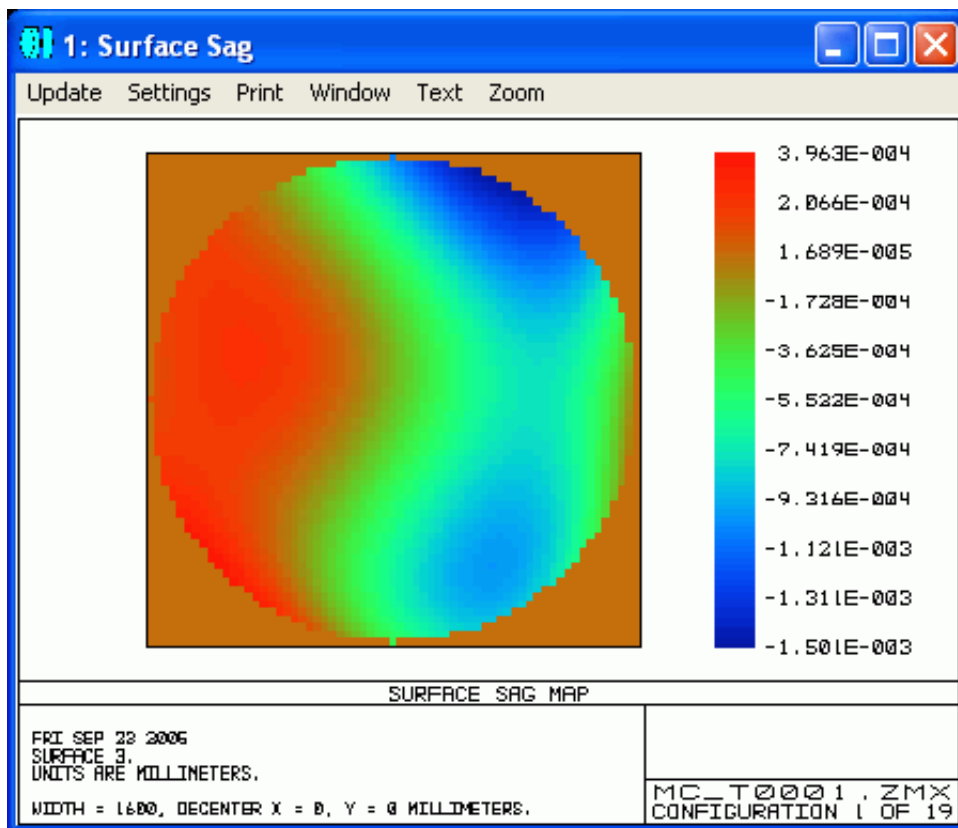 1: Surface Sag
Update Settings Print Window Text Zoom
3.963E-004
2.066E-004
1.689E-005
-1.728E-004
-3.625E-004
-5.522E-004
-7.419E-004
-9.316E-004
-1.121E-003
-1.311E-003
-1.501E-003
SURFACE SAG MAP
FRI SEP 23 2005
SURFACE 3.
UNITS ARE MILLIMETERS.
WIDTH = 1600, DECENTER X = 0, Y = 0 MILLIMETERS.
MC_T0001.ZMX
CONFIGURATION 1 OF 19